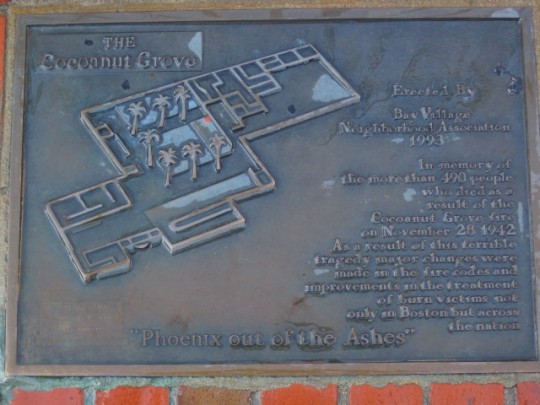 THE
Cocoanut Grove
Erected By
Bay Village
Neighborhood Association
1993
In memory of
the more than 490 people
who died as a
result of the
Cocoanut Grove fire
on November 28 1942
As a result of this terrible
tragedy major changes were
made in the fire codes and
improvements in the treatment
of burn victims not
only in Boston but across
the nation
"Phoenix out of the Ashes"